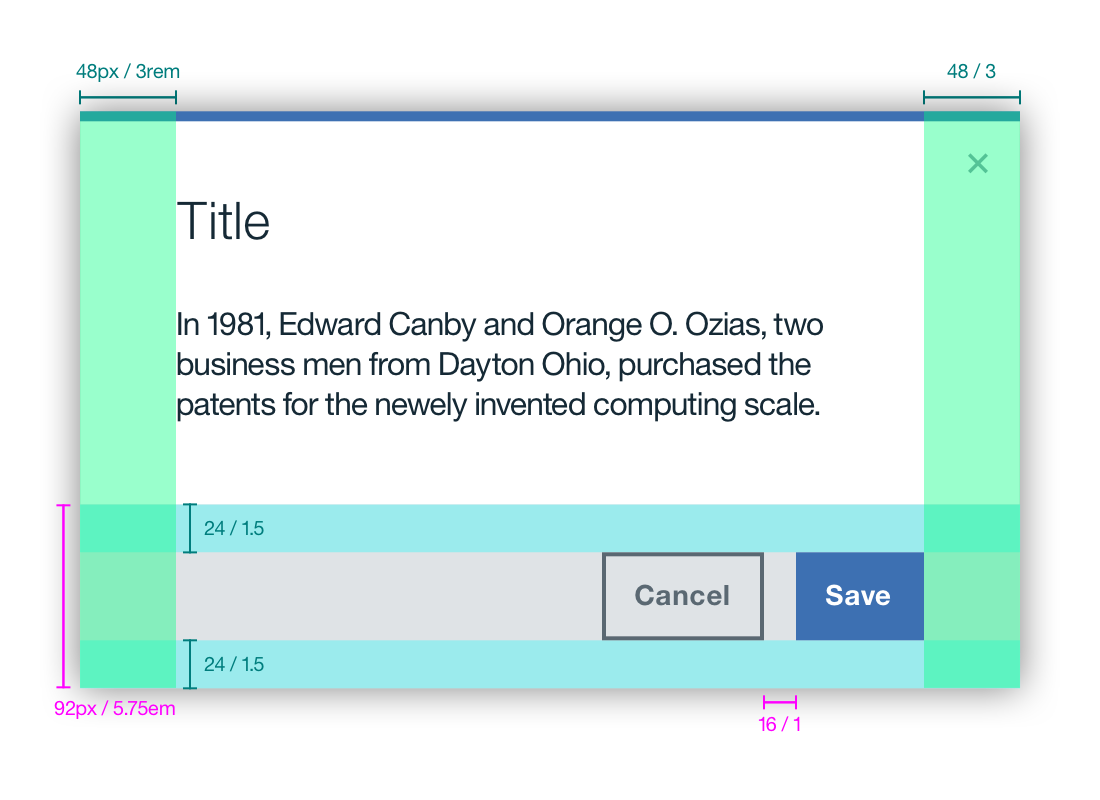 48px / 3rem
48 / 3
Title
In 1981, Edward Canby and Orange O. Ozias, two
business men from Dayton Ohio, purchased the
patents for the newely invented computing scale.
24 / 1.5
Cancel
Save
24 / 1.5
92px / 5.75em
16 / 1